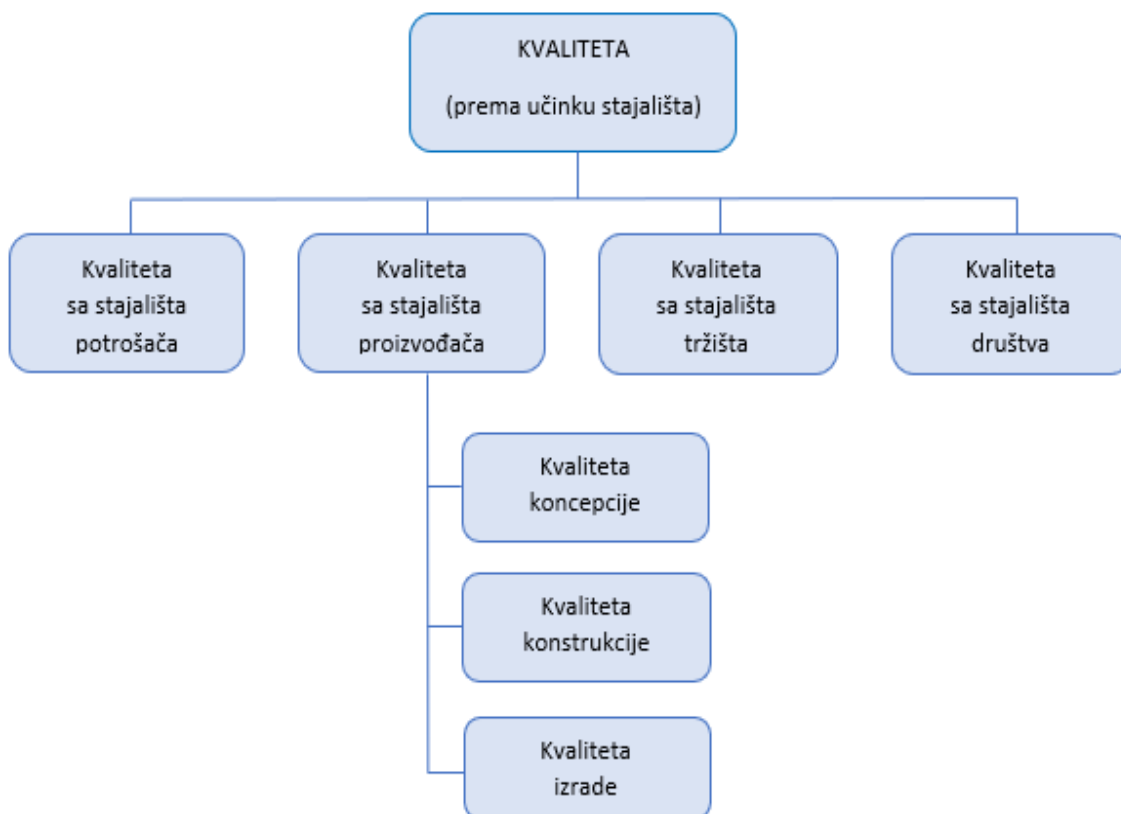 KVALITETA
(prema učinku stajališta)
Kvaliteta
sa stajališta
potrošača
Kvaliteta
sa stajališta
proizvođača
Kvaliteta
sa stajališta
tržišta
Kvaliteta
sa stajališta
društva
Kvaliteta
koncepcije
Kvaliteta
konstrukcije
Kvaliteta
izrade